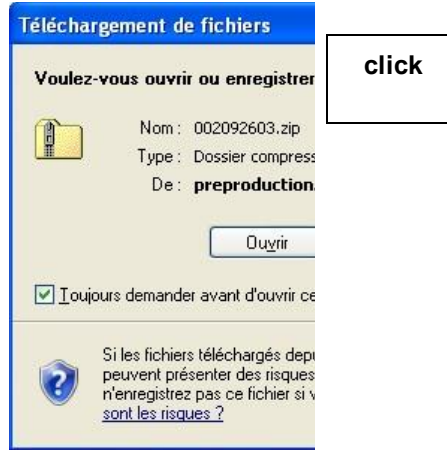 Téléchargement de fichiers
Voulez-vous ouvrir ou enregistrer
click
Nom : 002092603.zip
Type : Dossier compress
De : preproduction.
Ouvrir
Toujours demander avant d'ouvrir ce
Si les fichiers téléchargés depu
peuvent présenter des risques
n'enregistrez pas ce fichier si v
sont les risques ?